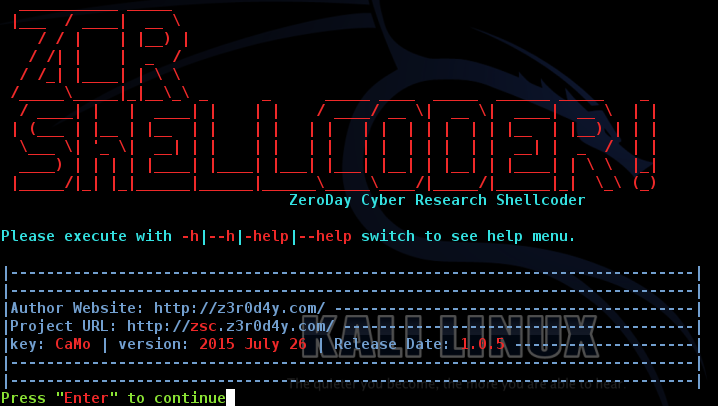 ZCR
Shellcoder!
ZeroDay Cyber Research Shellcoder
Please execute with -h|--h|-help|--help switch to see help menu.
|Author Website: http://z3r0d4y.com/
|Project URL: http://zsc.z3r0d4y.com/
KALI LINUX
|key: CaMo | version: 2015 July 26 | Release Date: 1.0.5
The quieter you become, the more you are able to hear.
Press "Enter" to continue